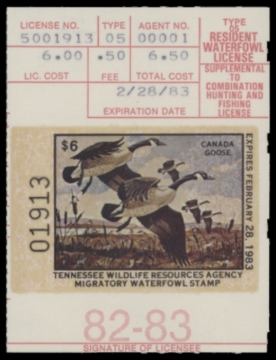 LICENSE NO. TYPE AGENT NO.
5001913 05 00001
6.00 .50 6.50
LIC. COST FEE TOTAL COST
2/28/83
EXPIRATION DATE
TYPE
05
RESIDENT
WATERFOWL
LICENSE
SUPPLEMENTAL
TO
COMBINATION
HUNTING AND
FISHING
LICENSE
01913
$6
CANADA
GOOSE
EXPIRES FEBRUARY 28, 1983
TENNESSEE WILDLIFE RESOURCES AGENCY
MIGRATORY WATERFOWL STAMP
82-83
SIGNATURE OF LICENSEE